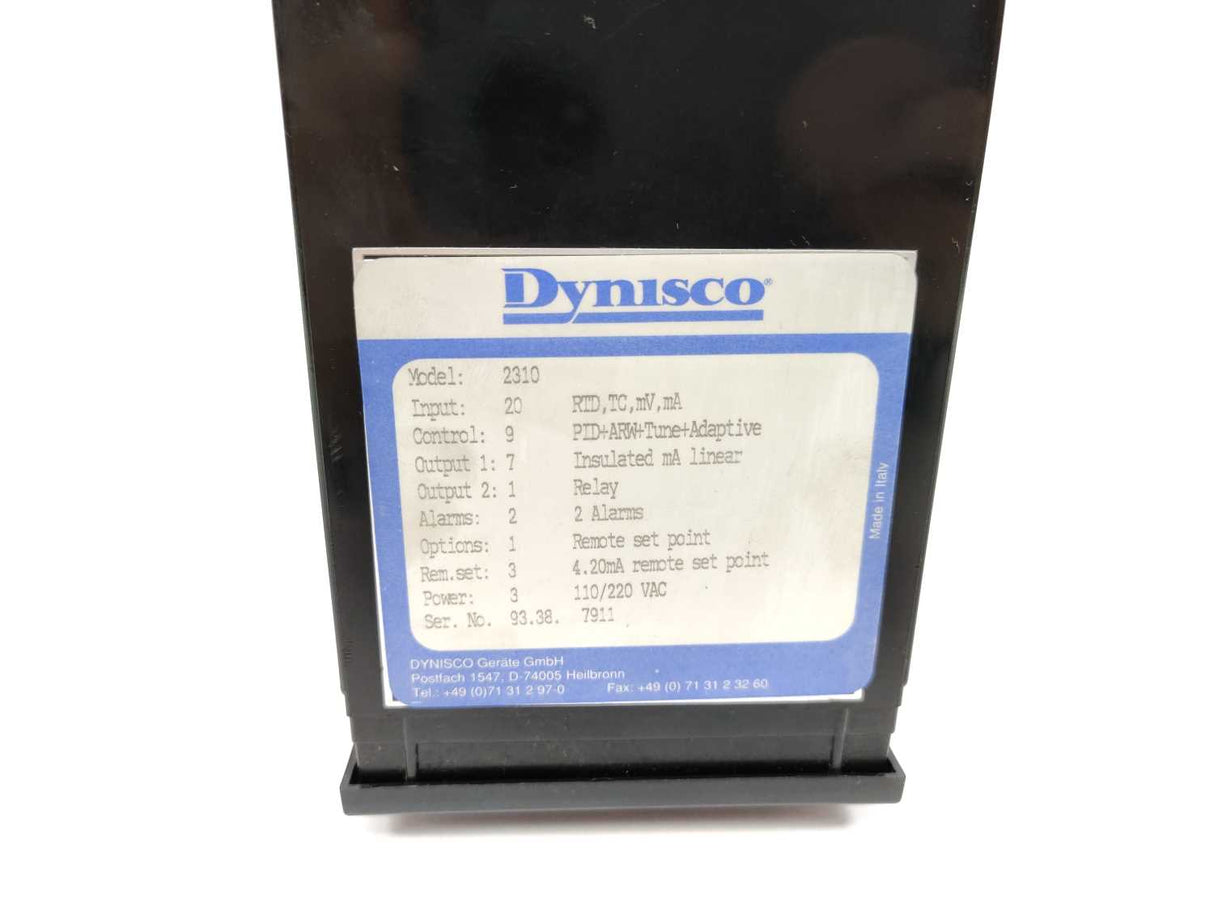 Dynisco®
Model: 2310
Input: 20 RTD,TC,mV,mA
Control: 9 PID+ARW+Tune+Adaptive
Output 1: 7 Insulated mA linear
Output 2: 1 Relay
Alarms: 2 2 Alarms
Options: 1 Remote set point
Rem.set: 3 4.20mA remote set point
Power: 3 110/220 VAC
Ser. No. 93.38. 7911
Made in Italy
DYNISCO Geräte GmbH
Postfach 1547, D-74005 Heilbronn
Tel.: +49 (0)71 31 2 97-0 Fax: +49 (0) 71 31 2 32 60